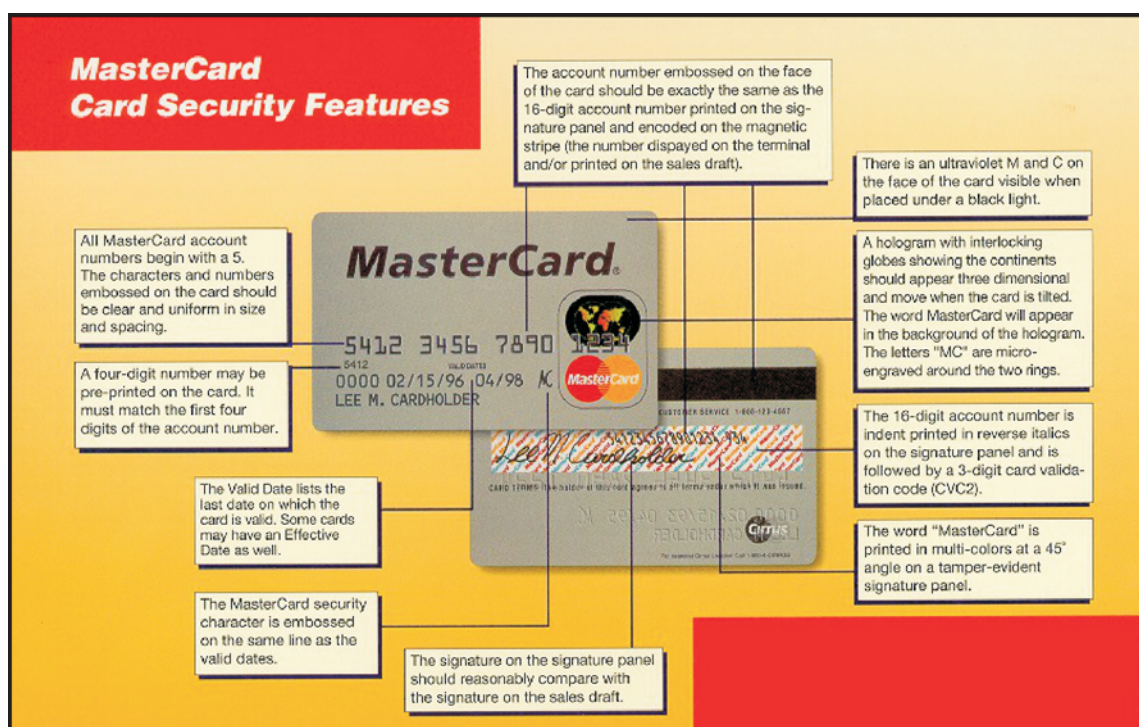 MasterCard
Card Security Features
The account number embossed on the face
of the card should be exactly the same as the
16-digit account number printed on the sig-
nature panel and encoded on the magnetic
stripe (the number dispayed on the terminal
and/or printed on the sales draft).
There is an ultraviolet M and C on
the face of the card visible when
placed under a black light.
All MasterCard account
numbers begin with a 5.
The characters and numbers
embossed on the card should
be clear and uniform in size
and spacing.
A hologram with interlocking
globes showing the continents
should appear three dimensional
and move when the card is tilted.
The word MasterCard will appear
in the background of the hologram.
The letters "MC" are micro-
engraved around the two rings.
MasterCard
5412 3456 7890 1234
5412 VALID DATES
0000 02/15/96 04/98 MC
LEE M. CARDHOLDER
MasterCard
A four-digit number may be
pre-printed on the card. It
must match the first four
digits of the account number.
CUSTOMER SERVICE 1-800-123-4567
5412345678901234 934
Lee M Cardholder
Cirrus
The 16-digit account number is
indent printed in reverse italics
on the signature panel and is
followed by a 3-digit card valida-
tion code (CVC2).
The Valid Date lists the
last date on which the
card is valid. Some cards
may have an Effective
Date as well.
The word “MasterCard” is
printed in multi-colors at a 45°
angle on a tamper-evident
signature panel.
The MasterCard security
character is embossed
on the same line as the
valid dates.
The signature on the signature panel
should reasonably compare with
the signature on the sales draft.